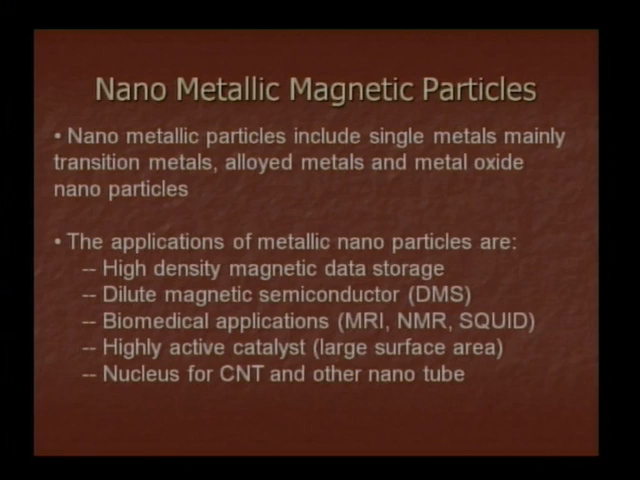 Nano Metallic Magnetic Particles
• Nano metallic particles include single metals mainly
transition metals, alloyed metals and metal oxide
nano particles
• The applications of metallic nano particles are:
-- High density magnetic data storage
-- Dilute magnetic semiconductor (DMS)
-- Biomedical applications (MRI, NMR, SQUID)
-- Highly active catalyst (large surface area)
-- Nucleus for CNT and other nano tube